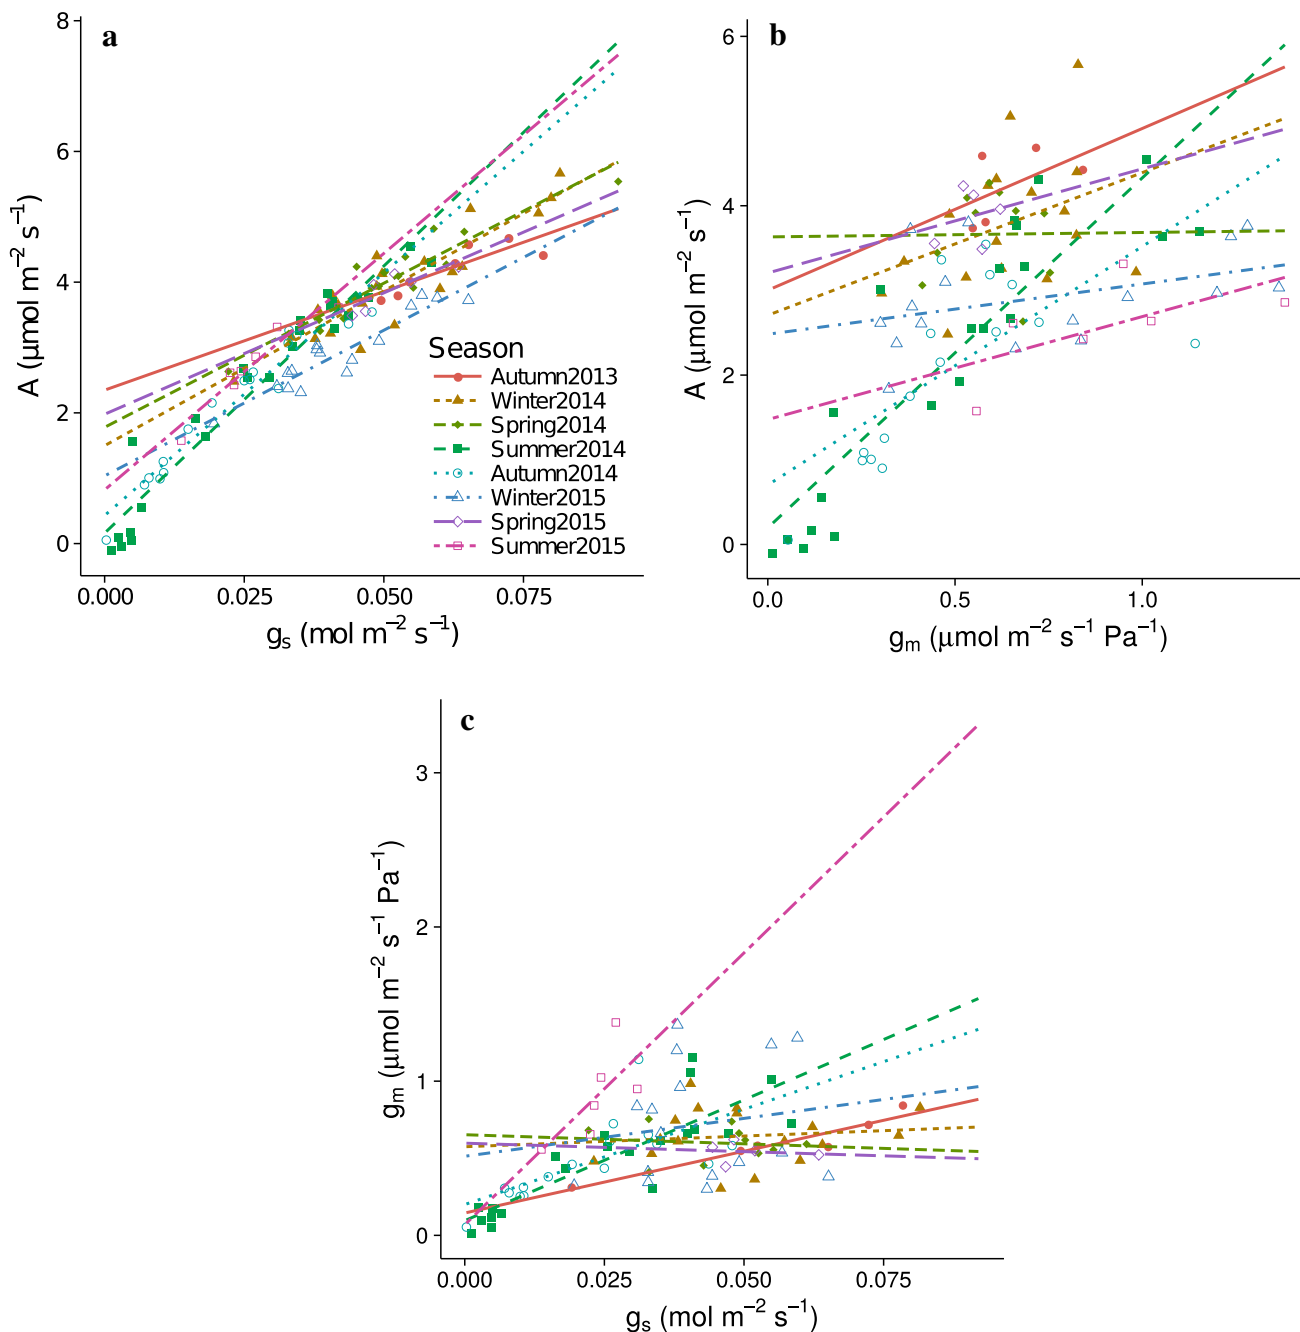 a
8
6
4
2
0
A (μmol m⁻² s⁻¹)
0.000 0.025 0.050 0.075
gₛ (mol m⁻² s⁻¹)
Season
Autumn2013
Winter2014
Spring2014
Summer2014
Autumn2014
Winter2015
Spring2015
Summer2015
b
6
4
2
0
A (μmol m⁻² s⁻¹)
0.0 0.5 1.0
gₘ (μmol m⁻² s⁻¹ Pa⁻¹)
c
3
2
1
0
gₘ (μmol m⁻² s⁻¹ Pa⁻¹)
0.000 0.025 0.050 0.075
gₛ (mol m⁻² s⁻¹)